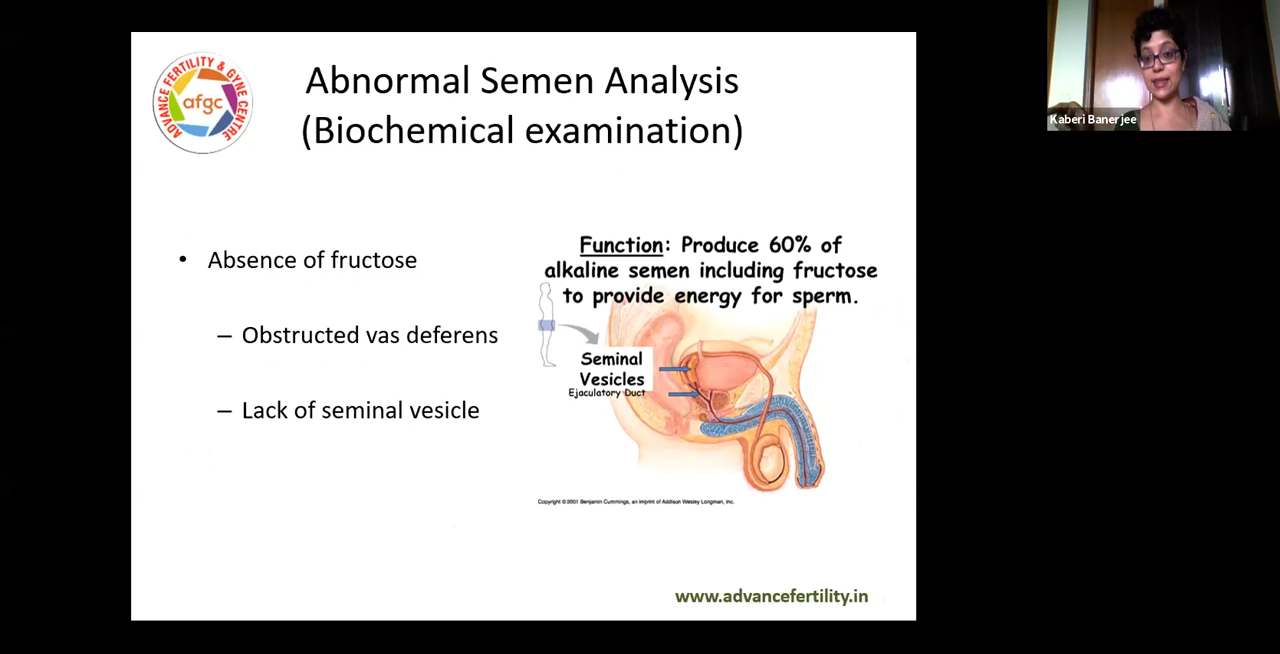 ADVANCE FERTILITY & GYNE CENTRE
afgc
Abnormal Semen Analysis
(Biochemical examination)
• Absence of fructose
– Obstructed vas deferens
– Lack of seminal vesicle
Function: Produce 60% of
alkaline semen including fructose
to provide energy for sperm.
Seminal
Vesicles
Ejaculatory Duct
Copyright © 2001 Benjamin Cummings, an imprint of Addison Wesley Longman, Inc.
www.advancefertility.in
Kaberi Banerjee